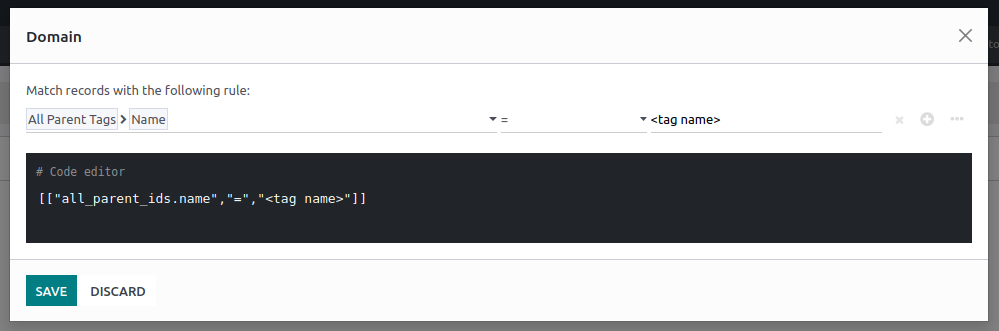 Domain
to
Match records with the following rule:
All Parent Tags > Name = <tag name>
# Code editor
[["all_parent_ids.name","=","<tag name>"]]
SAVE DISCARD